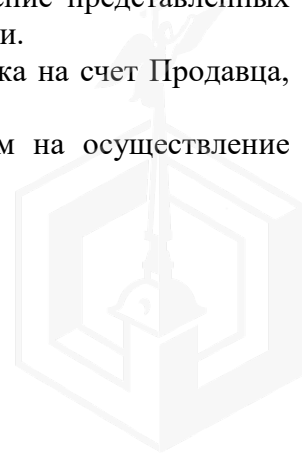 ение представленных
и.
ка на счет Продавца,
м на осуществление